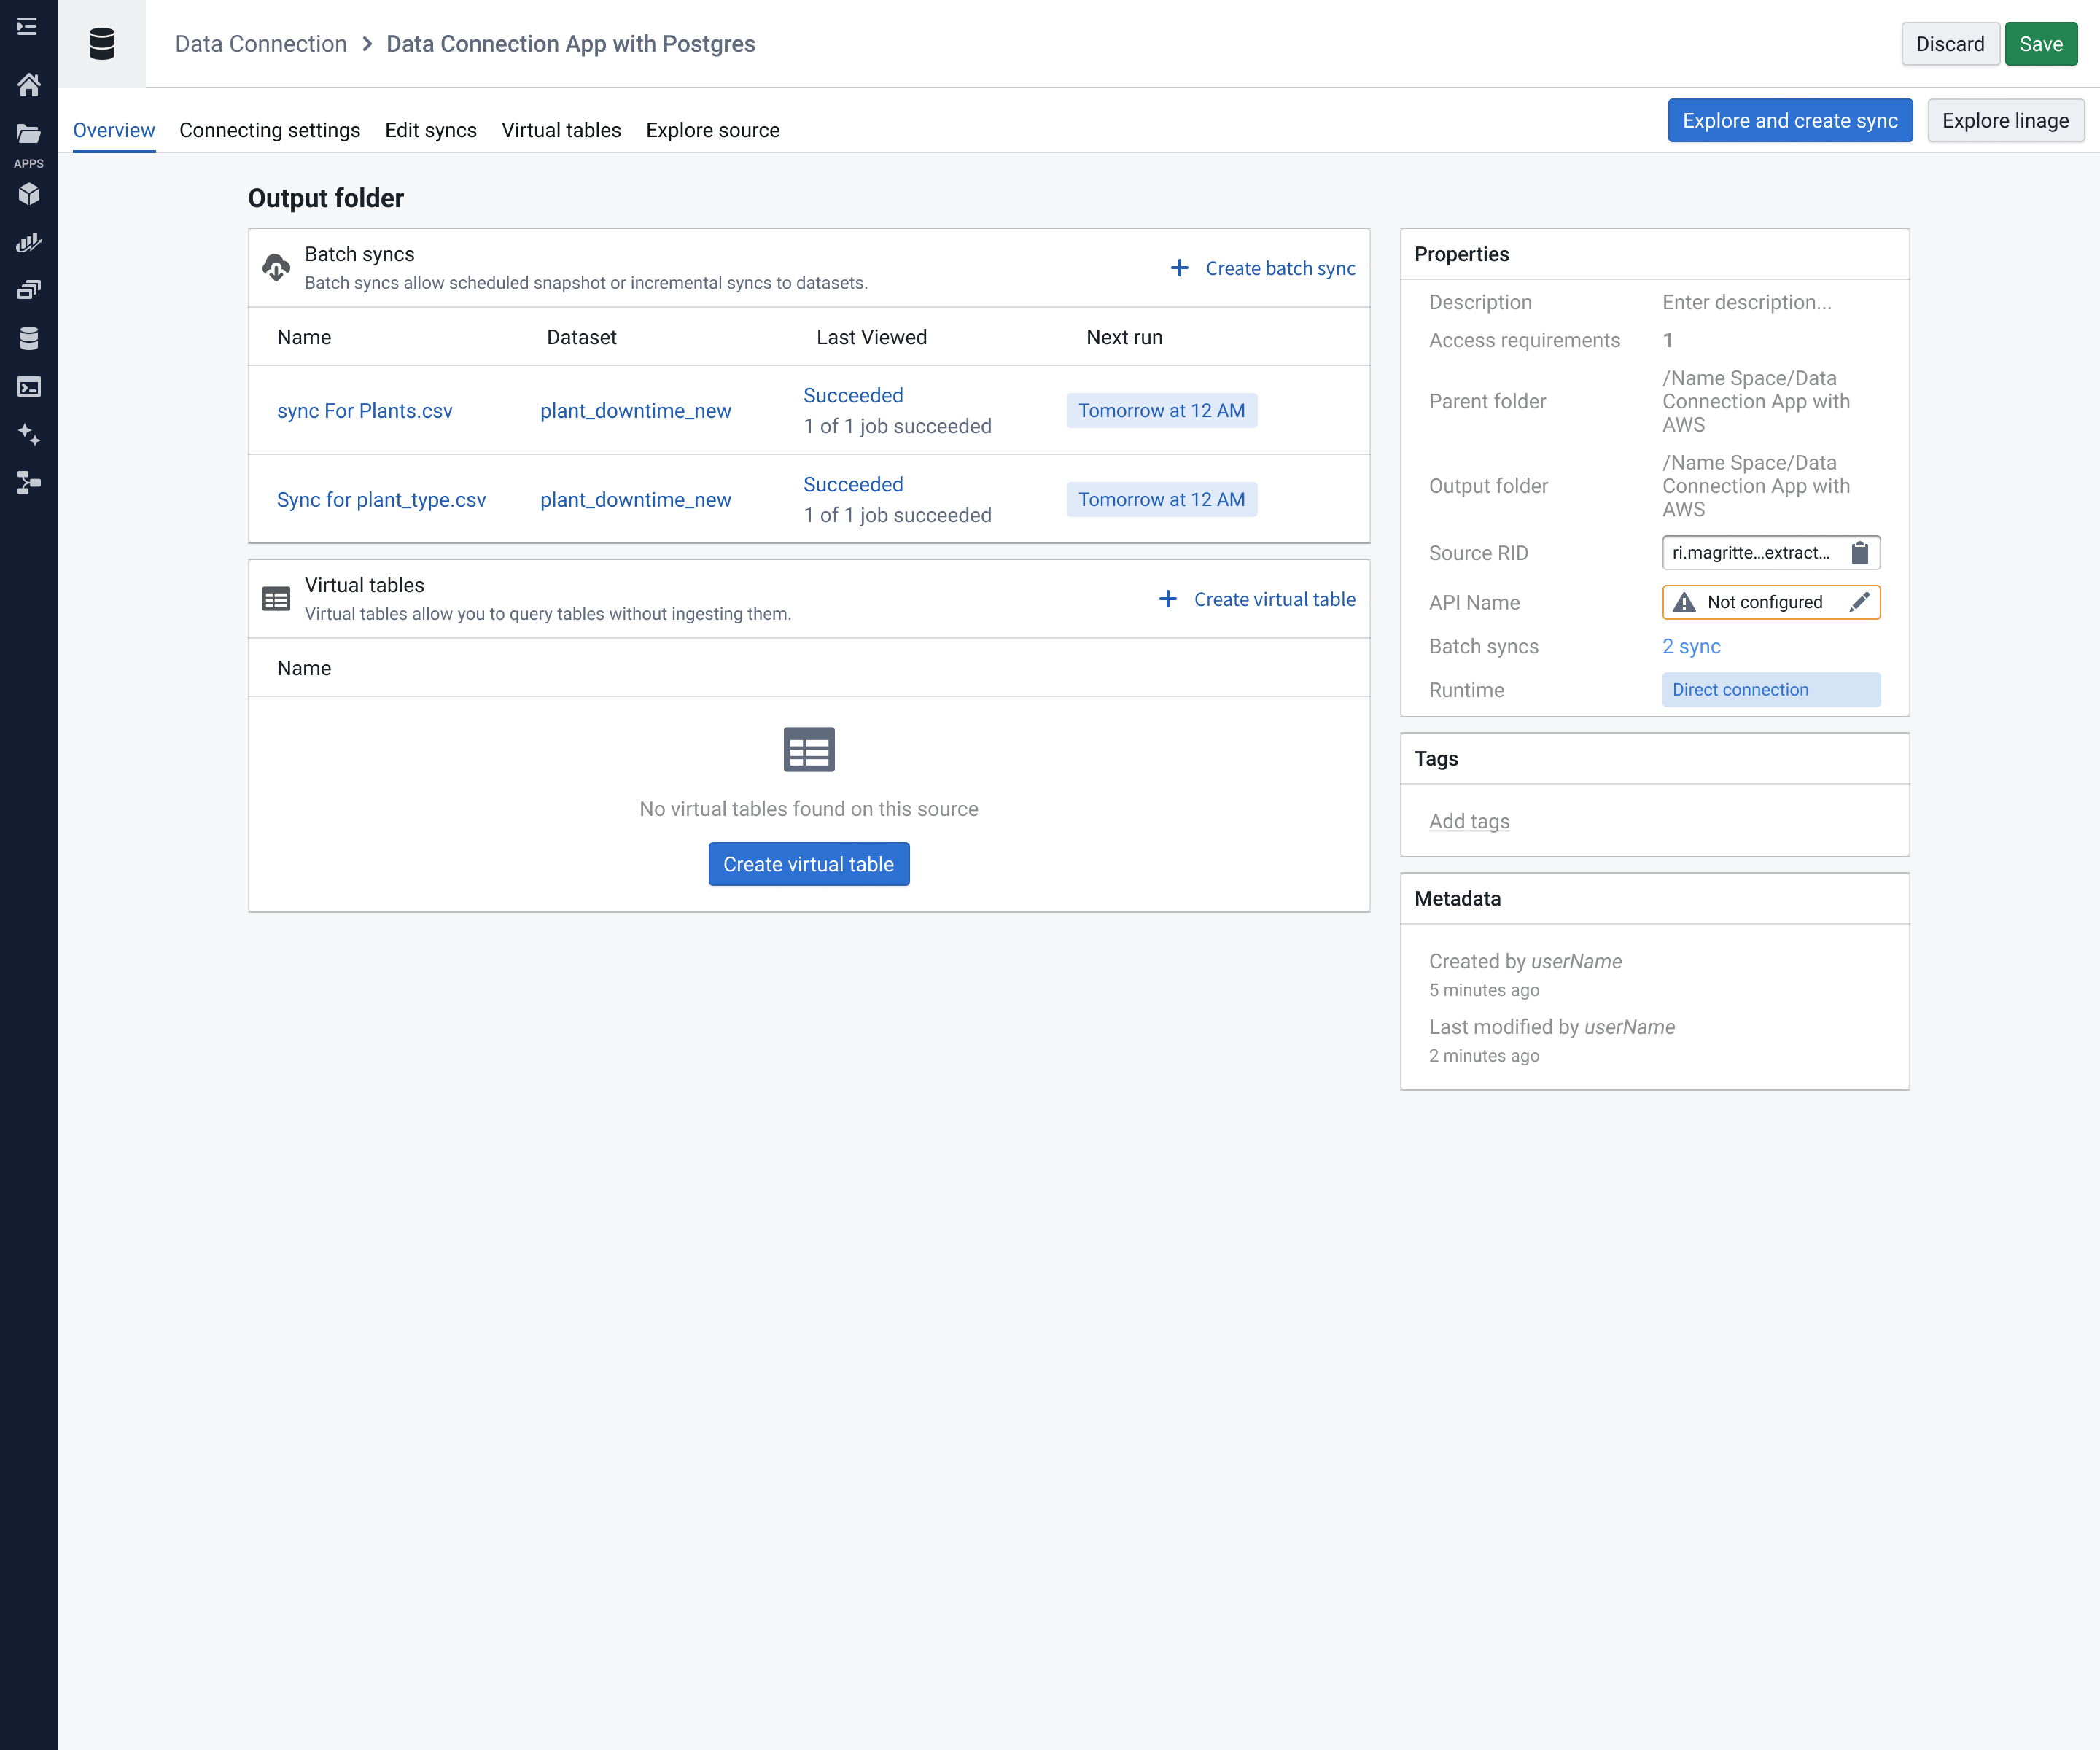 Data Connection > Data Connection App with Postgres
Discard
Save
Overview
Connecting settings
Edit syncs
Virtual tables
Explore source
Explore and create sync
Explore linage
APPS
Output folder
Batch syncs
Batch syncs allow scheduled snapshot or incremental syncs to datasets.
Create batch sync
Name Dataset Last Viewed Next run
sync For Plants.csv plant_downtime_new Succeeded Tomorrow at 12 AM
1 of 1 job succeeded
Sync for plant_type.csv plant_downtime_new Succeeded Tomorrow at 12 AM
1 of 1 job succeeded
Virtual tables
Virtual tables allow you to query tables without ingesting them.
Create virtual table
Name
No virtual tables found on this source
Create virtual table
Properties
Description Enter description...
Access requirements 1
Parent folder /Name Space/Data
Connection App with
AWS
Output folder /Name Space/Data
Connection App with
AWS
Source RID ri.magritte...extract...
API Name Not configured
Batch syncs 2 sync
Runtime Direct connection
Tags
Add tags
Metadata
Created by userName
5 minutes ago
Last modified by userName
2 minutes ago